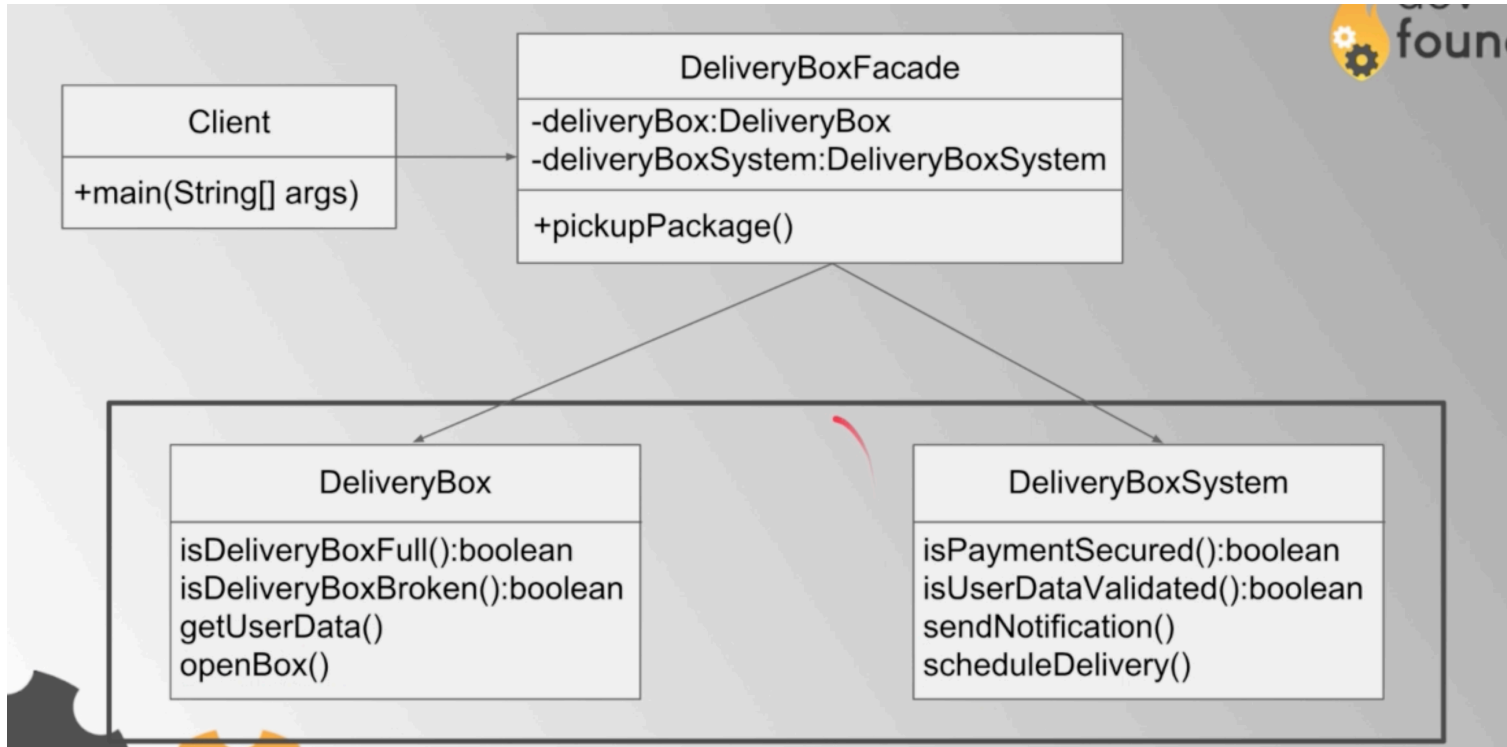 foun
Client
+main(String[] args)
DeliveryBoxFacade
-deliveryBox:DeliveryBox
-deliveryBoxSystem:DeliveryBoxSystem
+pickupPackage()
DeliveryBox
isDeliveryBoxFull():boolean
isDeliveryBoxBroken():boolean
getUserData()
openBox()
DeliveryBoxSystem
isPaymentSecured():boolean
isUserDataValidated():boolean
sendNotification()
scheduleDelivery()